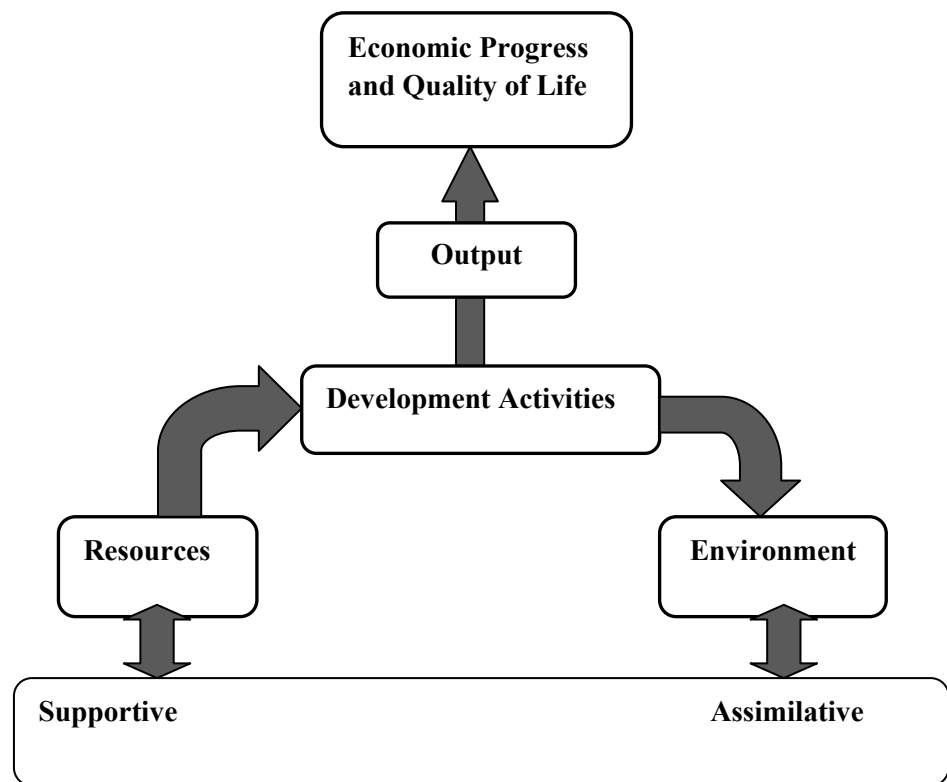 Economic Progress
and Quality of Life
Output
Development Activities
Resources
Environment
Supportive
Assimilative